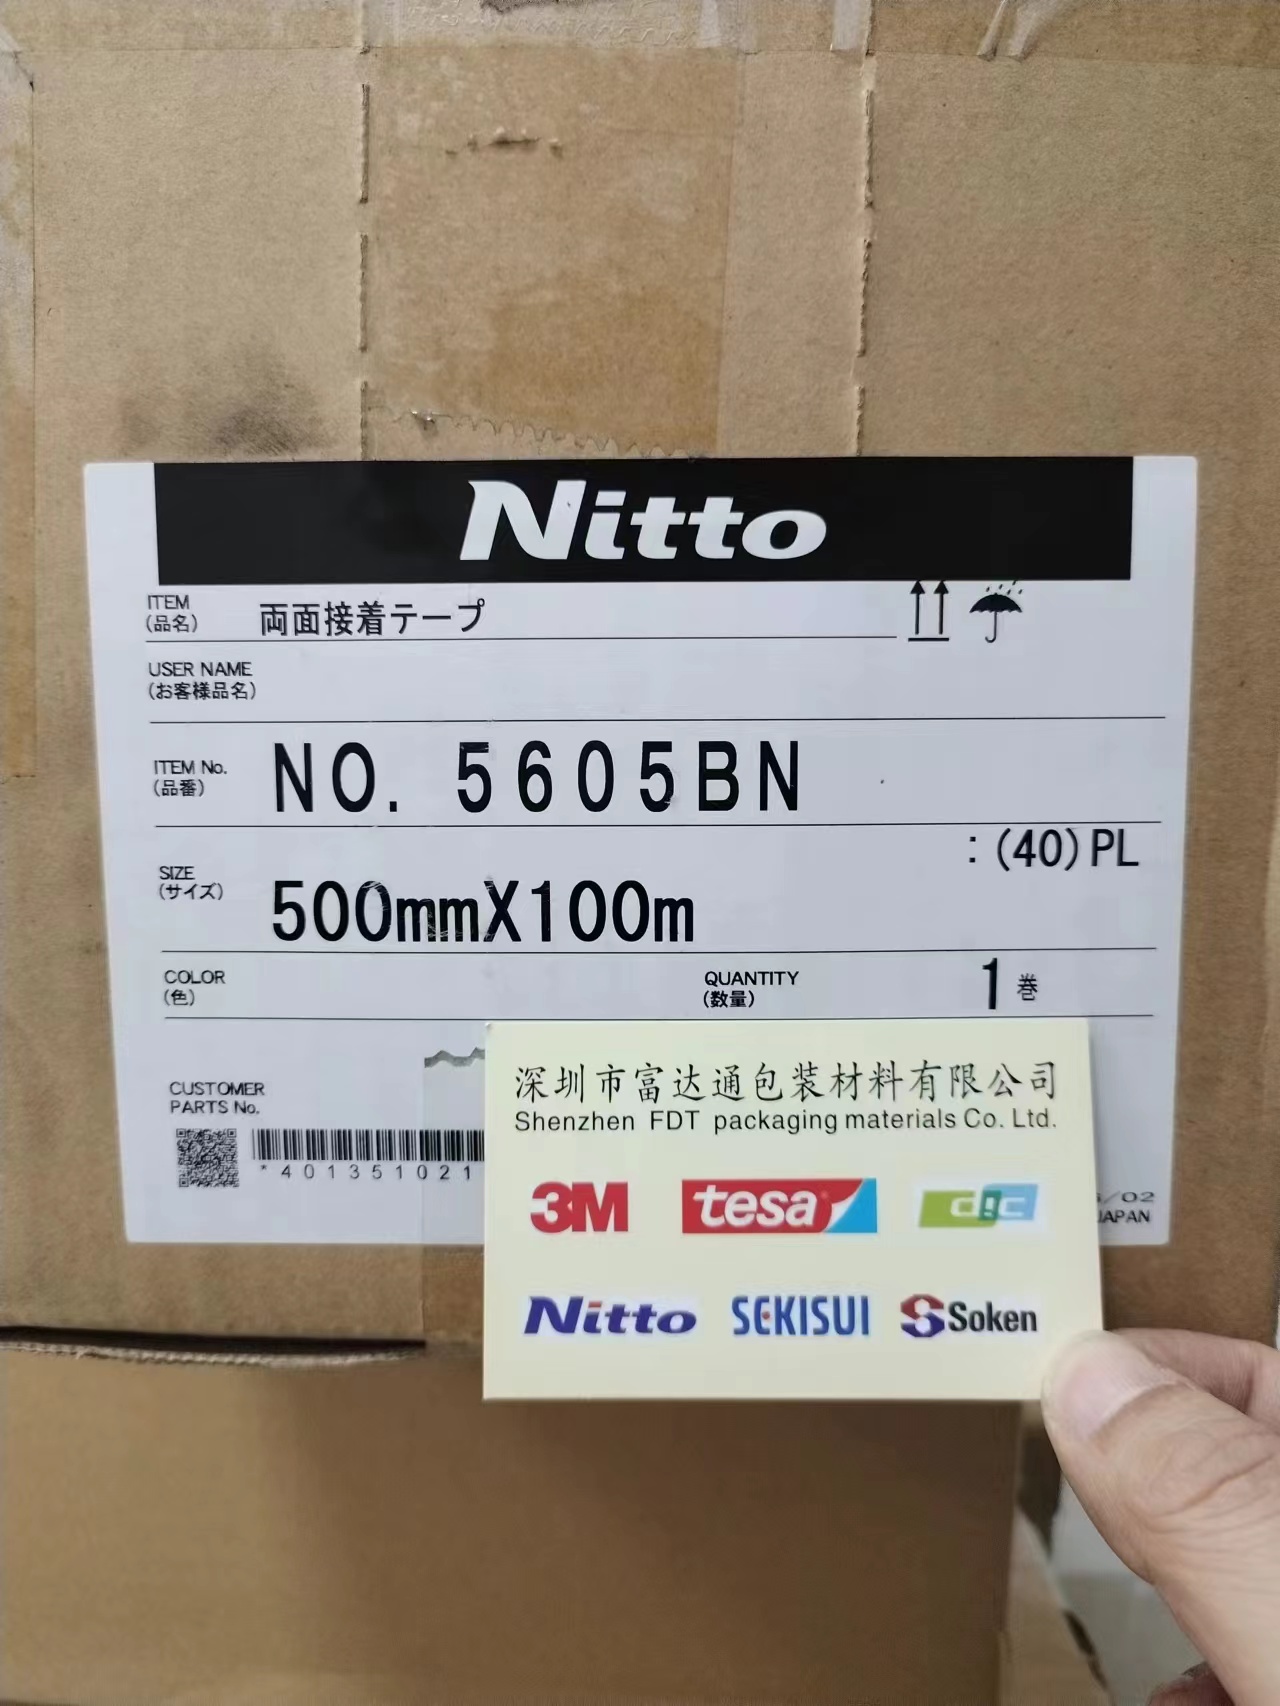 Nitto
ITEM
(品名)
両面接着テープ
USER NAME
(お客様品名)
ITEM No.
(品番)
NO. 5605BN
SIZE
(サイズ)
: (40) PL
500mmX100m
COLOR
(色)
QUANTITY
(数量)
1 巻
CUSTOMER
PARTS No.
*401351021
/02
JAPAN
深圳市富达通包装材料有限公司
Shenzhen FDT packaging materials Co. Ltd.
3M
tesa
dic
Nitto
SEKISUI
Soken